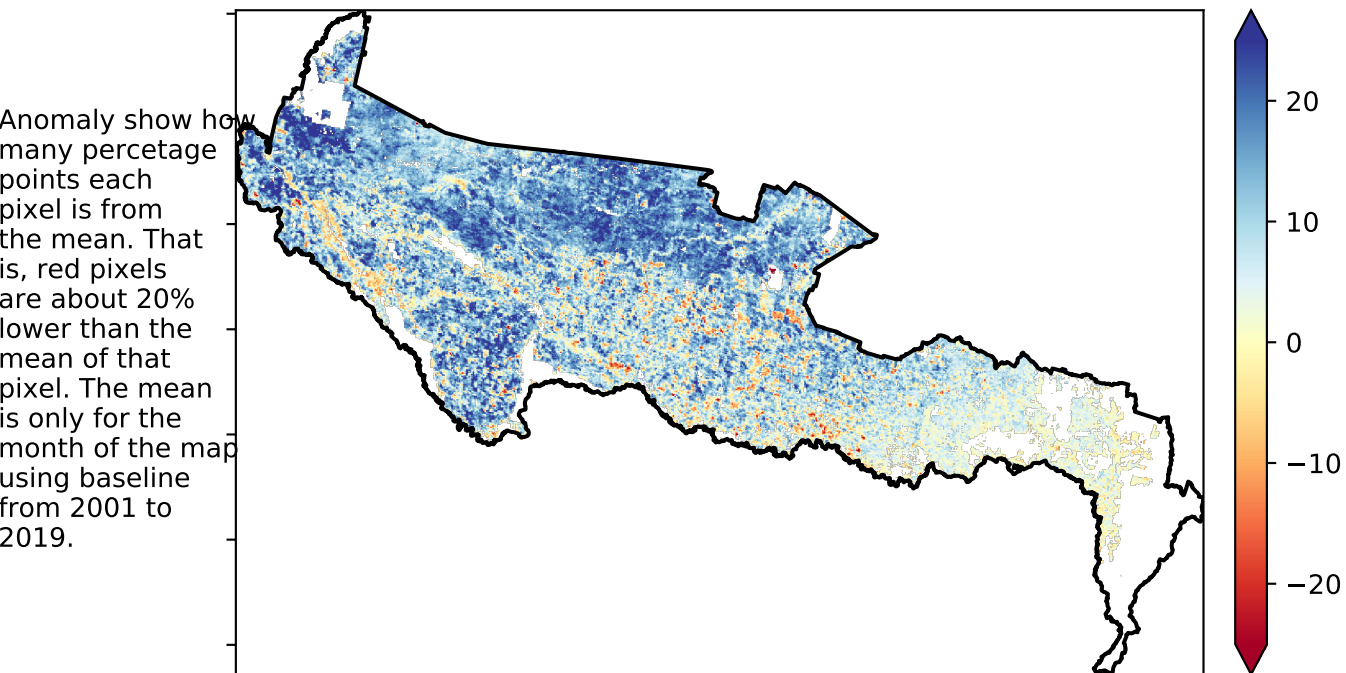 Anomaly show how
many percetage
points each
pixel is from
the mean. That
is, red pixels
are about 20%
lower than the
mean of that
pixel. The mean
is only for the
month of the map
using baseline
from 2001 to
2019.
20
10
0
−10
−20